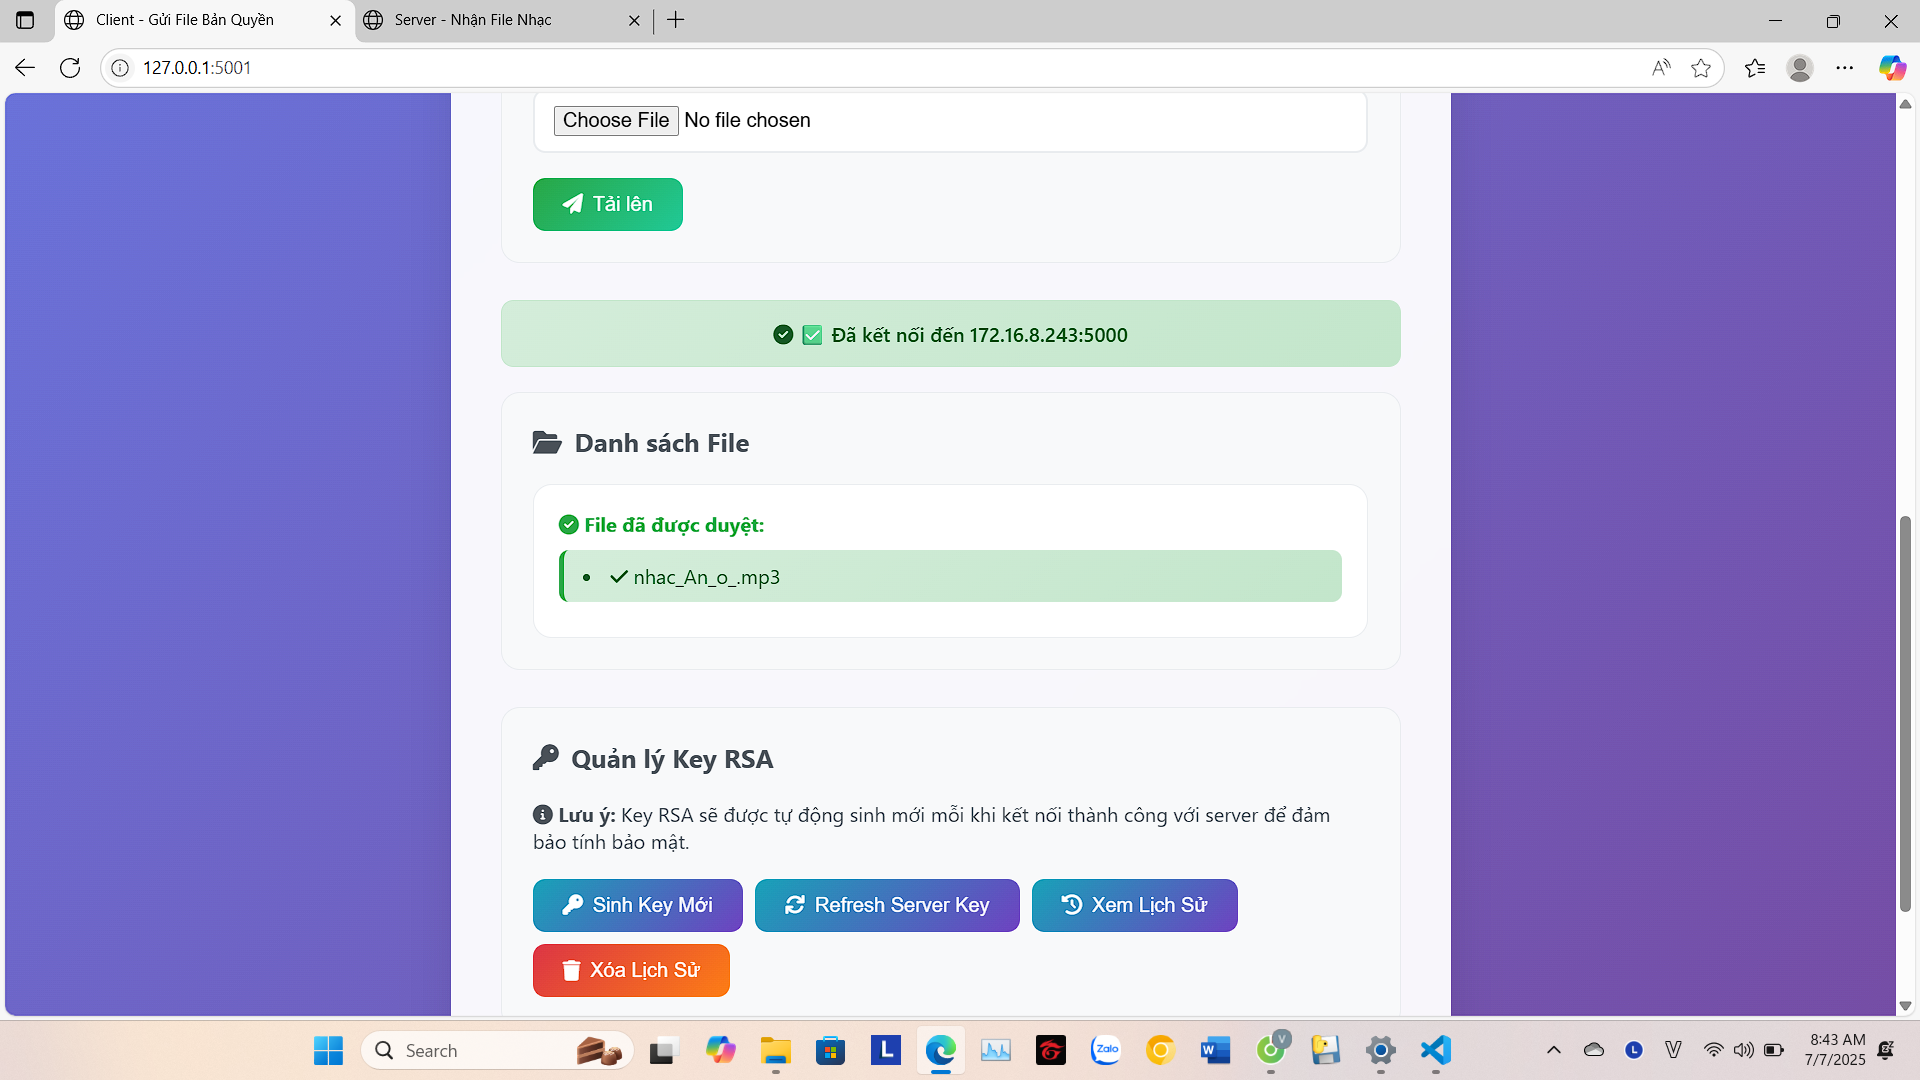 Client - Gửi File Bản Quyền
Server - Nhận File Nhạc
127.0.0.1:5001
Choose File No file chosen
Tải lên
✅ Đã kết nối đến 172.16.8.243:5000
Danh sách File
File đã được duyệt:
• nhac_An_o_.mp3
Quản lý Key RSA
Lưu ý: Key RSA sẽ được tự động sinh mới mỗi khi kết nối thành công với server để đảm
bảo tính bảo mật.
Sinh Key Mới
Refresh Server Key
Xem Lịch Sử
Xóa Lịch Sử
Search
L
Zalo
W
V
L
V
8:43 AM
7/7/2025